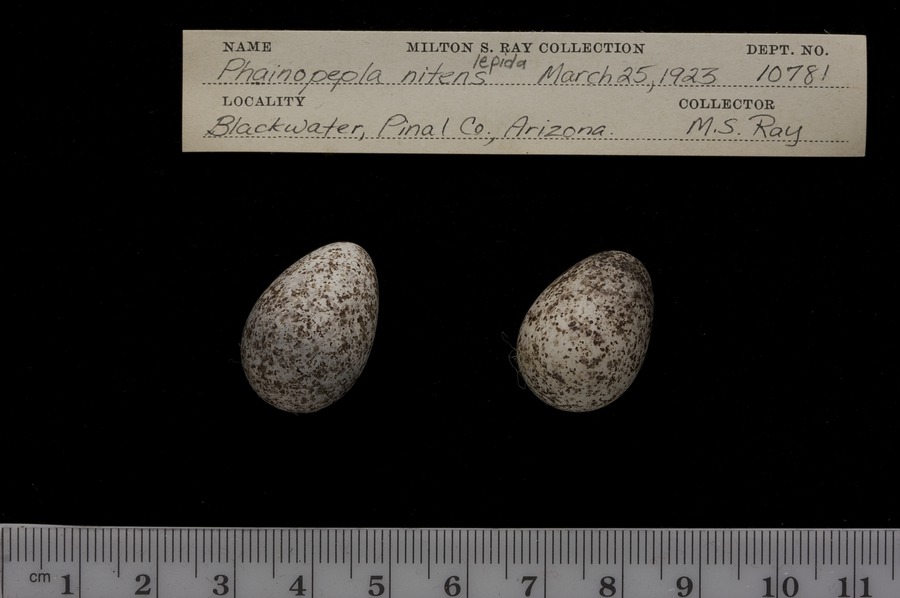 NAME MILTON S. RAY COLLECTION DEPT. NO.
lepida
Phainopepla nitens March 25, 1923 10781
LOCALITY COLLECTOR
Blackwater, Pinal Co., Arizona. M.S. Ray
cm 1 2 3 4 5 6 7 8 9 10 11